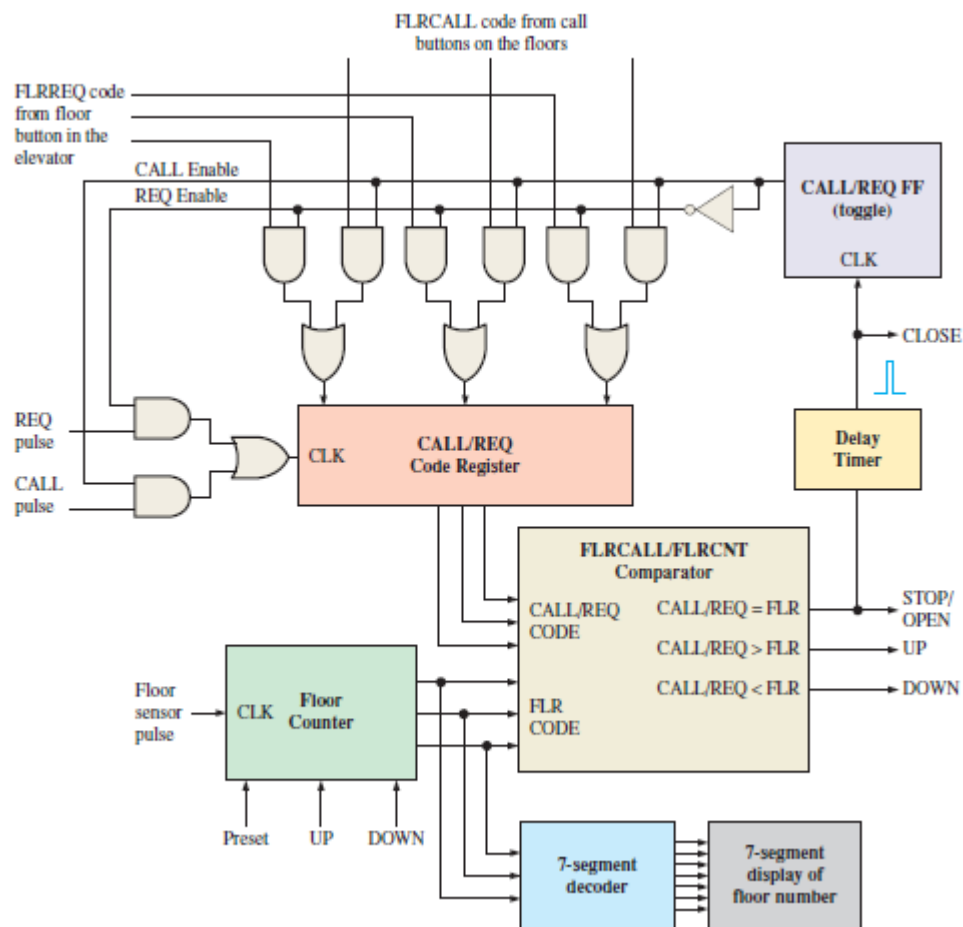 FLRCALL code from call
buttons on the floors
FLRREQ code
from floor
button in the
elevator
CALL Enable
REQ Enable
CALL/REQ FF
(toggle)
CLK
CLOSE
REQ
pulse
CALL
pulse
CLK
CALL/REQ
Code Register
Delay
Timer
FLRCALL/FLRCNT
Comparator
CALL/REQ
CODE
CALL/REQ = FLR
CALL/REQ > FLR
CALL/REQ < FLR
STOP/
OPEN
UP
DOWN
Floor
sensor
pulse
CLK
Floor
Counter
FLR
CODE
Preset
UP
DOWN
7-segment
decoder
7-segment
display of
floor number